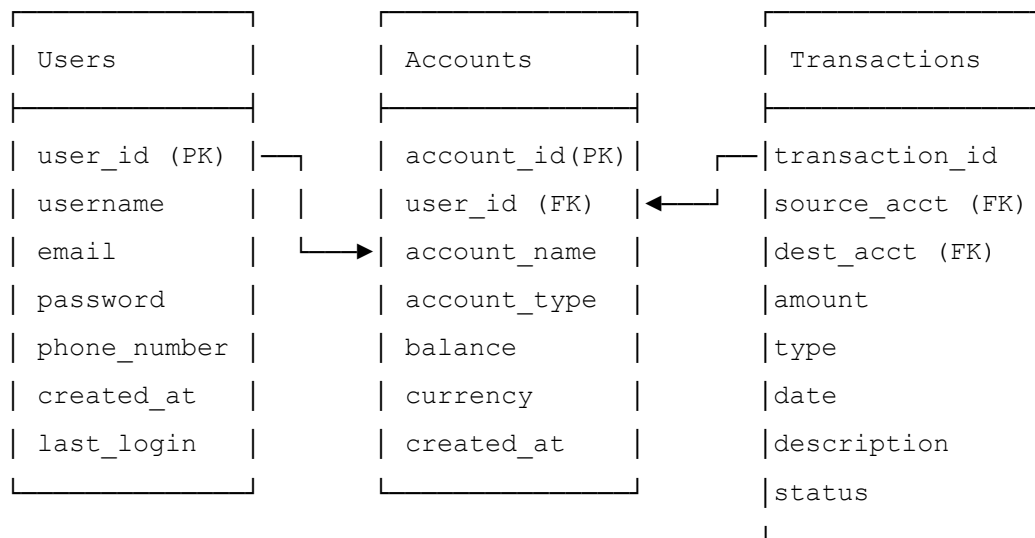 Users
Accounts
Transactions
user_id (PK)
account_id(PK)
transaction_id
username
user_id (FK)
source_acct (FK)
email
account_name
dest_acct (FK)
password
account_type
amount
phone_number
balance
type
created_at
currency
date
last_login
created_at
description
status